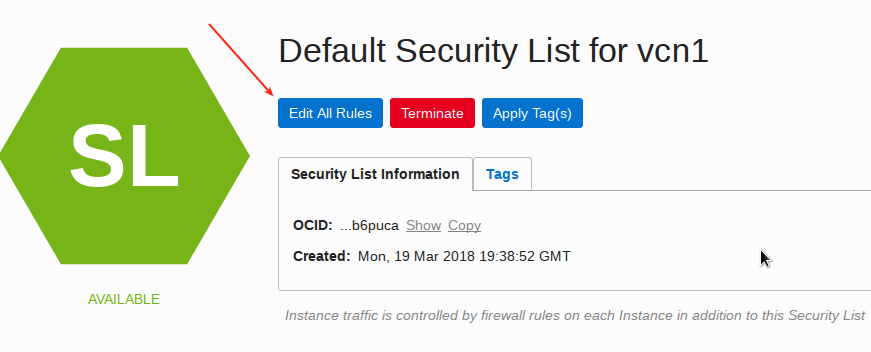 Default Security List for vcn1
SL
Edit All Rules Terminate Apply Tag(s)
Security List Information Tags
OCID: ...b6puca Show Copy
Created: Mon, 19 Mar 2018 19:38:52 GMT
AVAILABLE
Instance traffic is controlled by firewall rules on each Instance in addition to this Security List